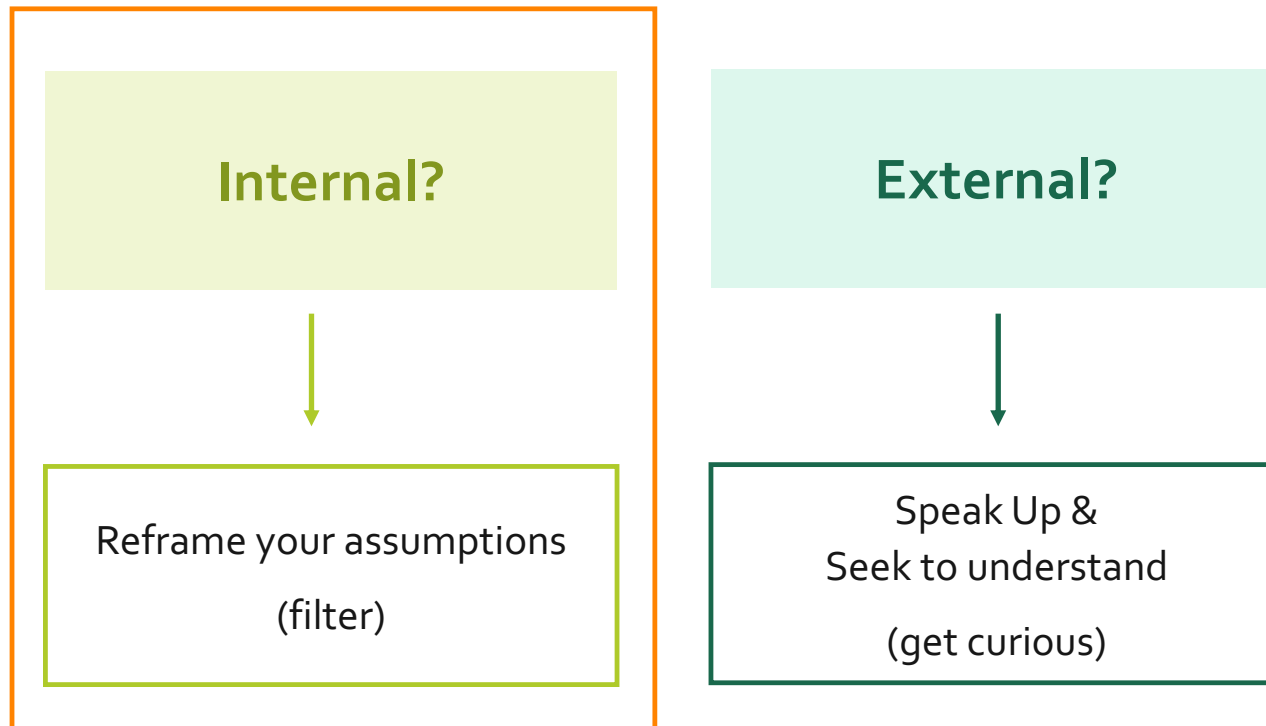 Internal?
Reframe your assumptions
(filter)
External?
Speak Up &
Seek to understand
(get curious)